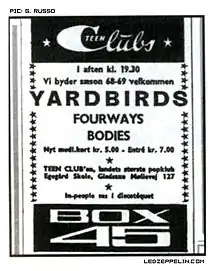 PIC: G. RUSSO
TEEN
Clubs
I aften kl. 19.30
Vi byder sæson 68-69 velkommen
YARDBIRDS
FOURWAYS
BODIES
Nyt medl.kort kr. 5.00 - Entré kr. 7.00
TEEN CLUB'en, landets største popklub
Egegård Skole, Gladsaxe Møllevej 127
In-people ses i discotéquet
BOX
45
LEDZEPPELIN.COM